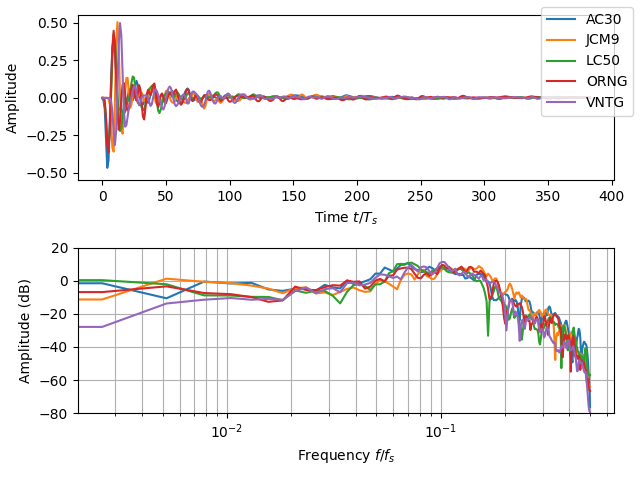 AC30
JCM9
LC50
ORNG
VNTG
Amplitude
0.50
0.25
0.00
−0.25
−0.50
0 50 100 150 200 250 300 350 400
Time t/T_s
Amplitude (dB)
20
0
−20
−40
−60
−80
10^−2 10^−1
Frequency f/f_s